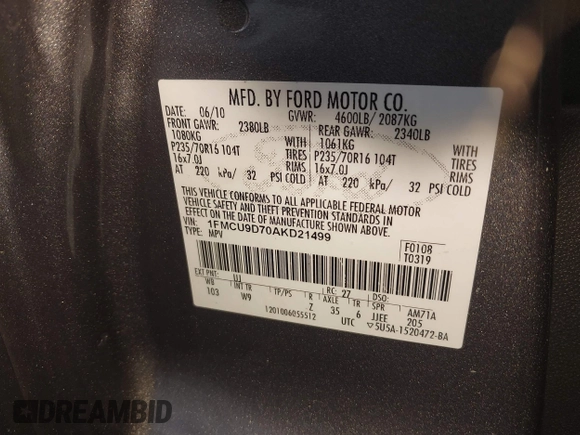 MFD. BY FORD MOTOR CO.
DATE: 06/10 GVWR: 4600LB/ 2087KG
FRONT GAWR: 2380LB REAR GAWR: 2340LB
1080KG WITH 1061KG WITH
P235/70R16 104T TIRES P235/70R16 104T TIRES
16x7.0J RIMS 16x7.0J RIMS
AT 220 kPa/ 32 PSI COLD AT 220 kPa/ 32 PSI COLD
THIS VEHICLE CONFORMS TO ALL APPLICABLE FEDERAL MOTOR
VEHICLE SAFETY AND THEFT PREVENTION STANDARDS IN
EFFECT ON THE DATE OF MANUFACTURE SHOWN ABOVE.
VIN: 1FMCU9D70AKD21499 F0108
TYPE: MPV T0319
EXT PNT: UJ RC: 27 DSO:
WB INT TR TP/PS R AXLE TR SPR AM71A
103 W9 Z 35 6 JJEE 205
1201006055512 UTC 5U5A-1520472-BA
DREAMBID